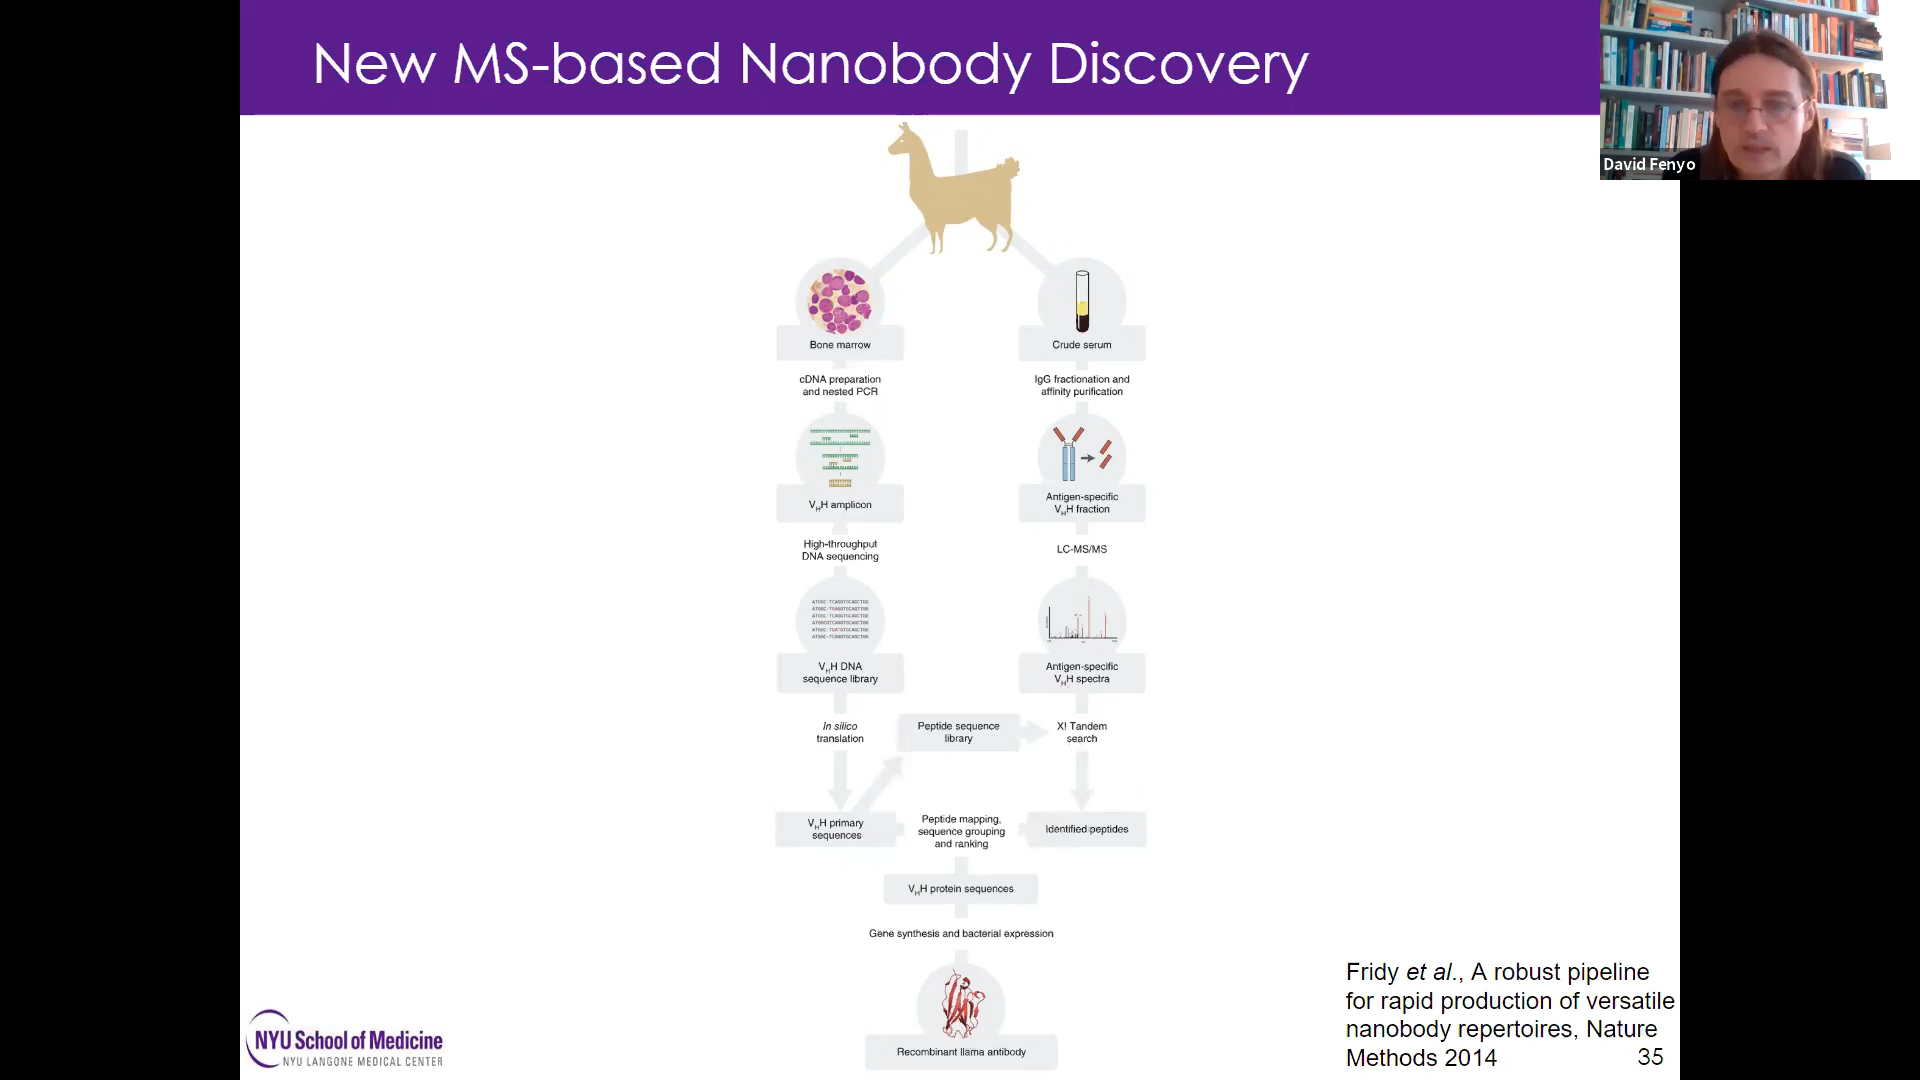 New MS-based Nanobody Discovery
David Fenyo
Bone marrow
Crude serum
cDNA preparation
and nested PCR
IgG fractionation and
affinity purification
VHH amplicon
Antigen-specific
VHH fraction
High-throughput
DNA sequencing
LC-MS/MS
VHH DNA
sequence library
Antigen-specific
VHH spectra
In silico
translation
Peptide sequence
library
X! Tandem
search
VHH primary
sequences
Peptide mapping,
sequence grouping
and ranking
Identified peptides
VHH protein sequences
Gene synthesis and bacterial expression
Recombinant llama antibody
Fridy et al., A robust pipeline
for rapid production of versatile
nanobody repertoires, Nature
Methods 2014
35
NYU School of Medicine
NYU LANGONE MEDICAL CENTER